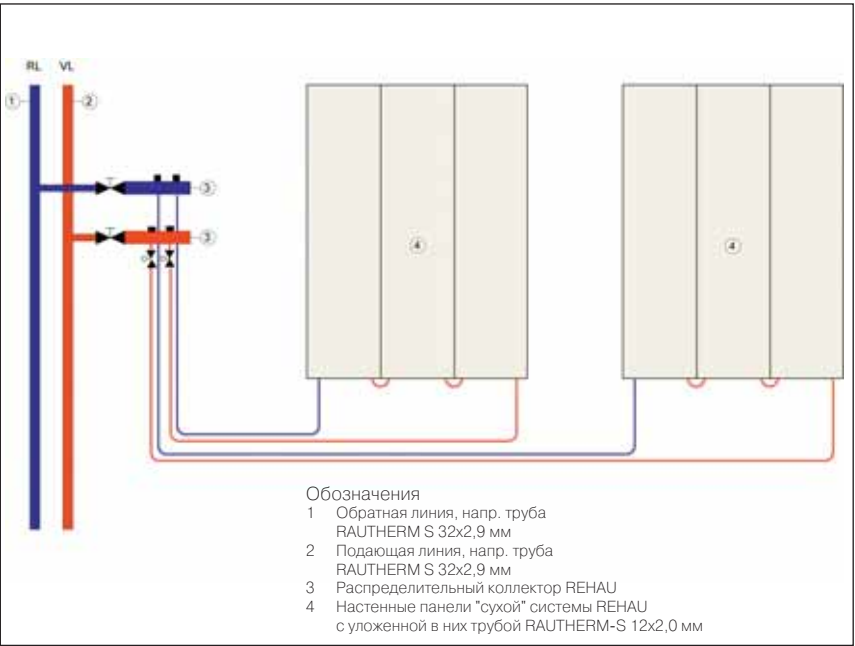 RL VL
1 2
3
3
4 4
Обозначения
1 Обратная линия, напр. труба
RAUTHERM S 32x2,9 мм
2 Подающая линия, напр. труба
RAUTHERM S 32x2,9 мм
3 Распределительный коллектор REHAU
4 Настенные панели "сухой" системы REHAU
с уложенной в них трубой RAUTHERM-S 12x2,0 мм